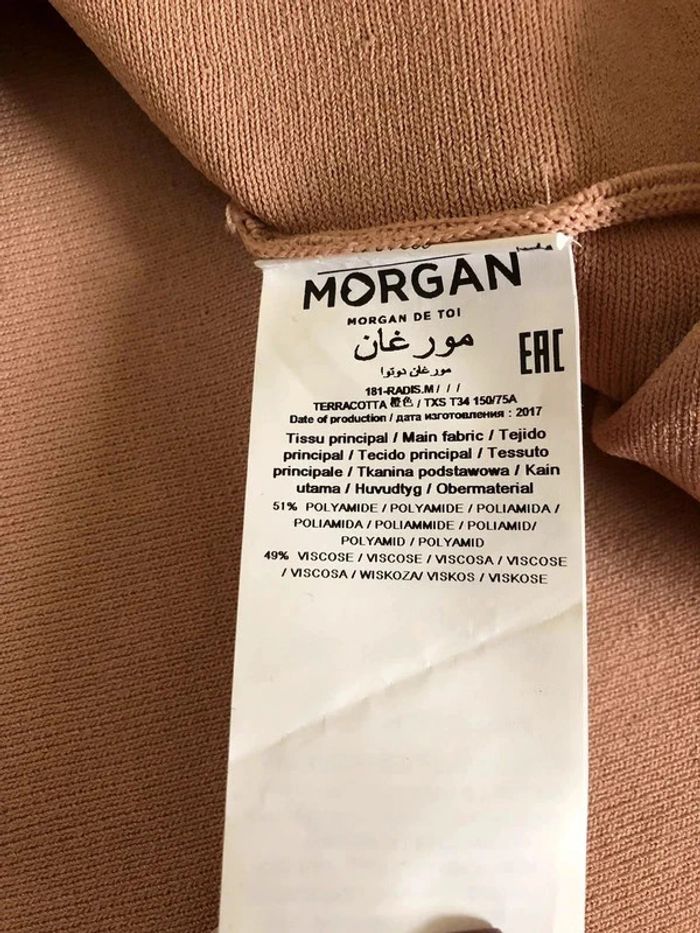 MORGAN
MORGAN DE TOI
مورغان
EAC
مورغان دوتوا
181-RADIS.M / / /
TERRACOTTA 橙色 / TXS T34 150/75A
Date of production / дата изготовления : 2017
Tissu principal / Main fabric / Tejido
principal / Tecido principal / Tessuto
principale / Tkanina podstawowa / Kain
utama / Huvudtyg / Obermaterial
51% POLYAMIDE / POLYAMIDE / POLIAMIDA /
POLIAMIDA / POLIAMMIDE / POLIAMID/
POLYAMID / POLYAMID
49% VISCOSE / VISCOSE / VISCOSA / VISCOSE
/ VISCOSA / WISKOZA/ VISKOS / VISKOSE